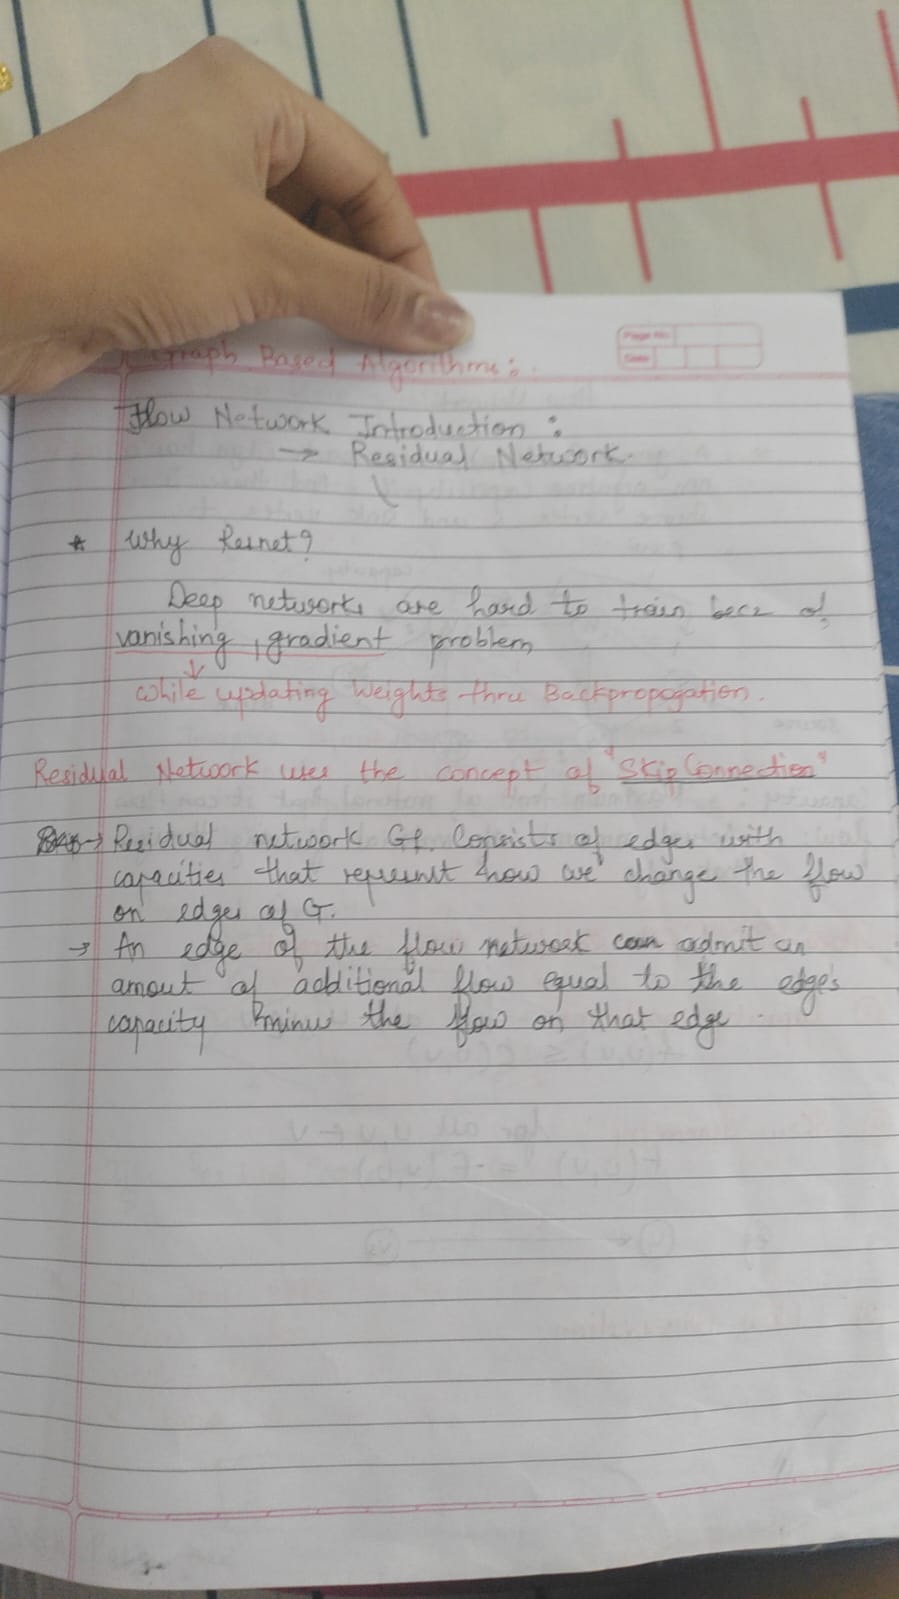 Graph Based Algorithms:
Page No.
Date
Flow Network Introduction :
→ Residual Network.
* Why Resnet?
Deep networks are hard to train becz of
vanishing, gradient problem
↓
while updating Weights thru Backpropogation.
Residual Network uses the concept of "Skip Connection"
→ Residual network Gf. Consists of edges with
capacities that represent how we change the flow
on edges of G.
→ An edge of the flow network can admit an
amout of additional flow equal to the edge's
capacity minus the flow on that edge.